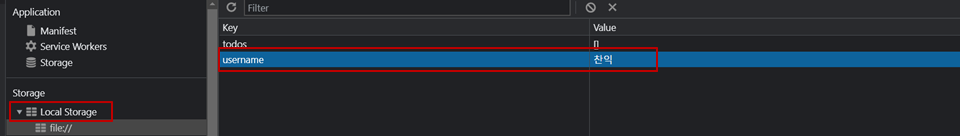 Application
Manifest
Service Workers
Storage
Storage
Local Storage
file://
Filter
Key Value
todos []
username 찬익